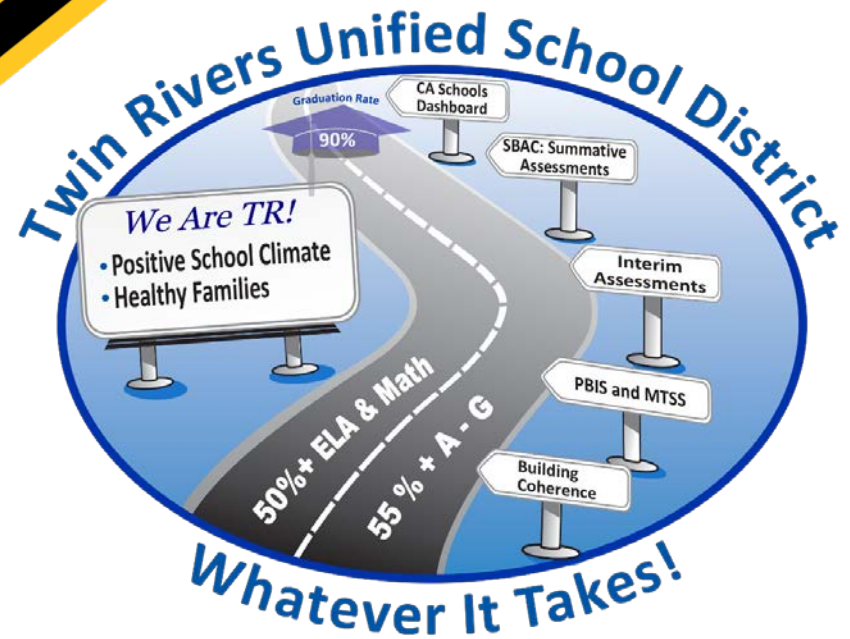 Twin Rivers Unified School District
Graduation Rate
90%
CA Schools
Dashboard
SBAC: Summative
Assessments
We Are TR!
• Positive School Climate
• Healthy Families
Interim
Assessments
PBIS and MTSS
Building
Coherence
50%+ ELA & Math
55 % + A - G
Whatever It Takes!